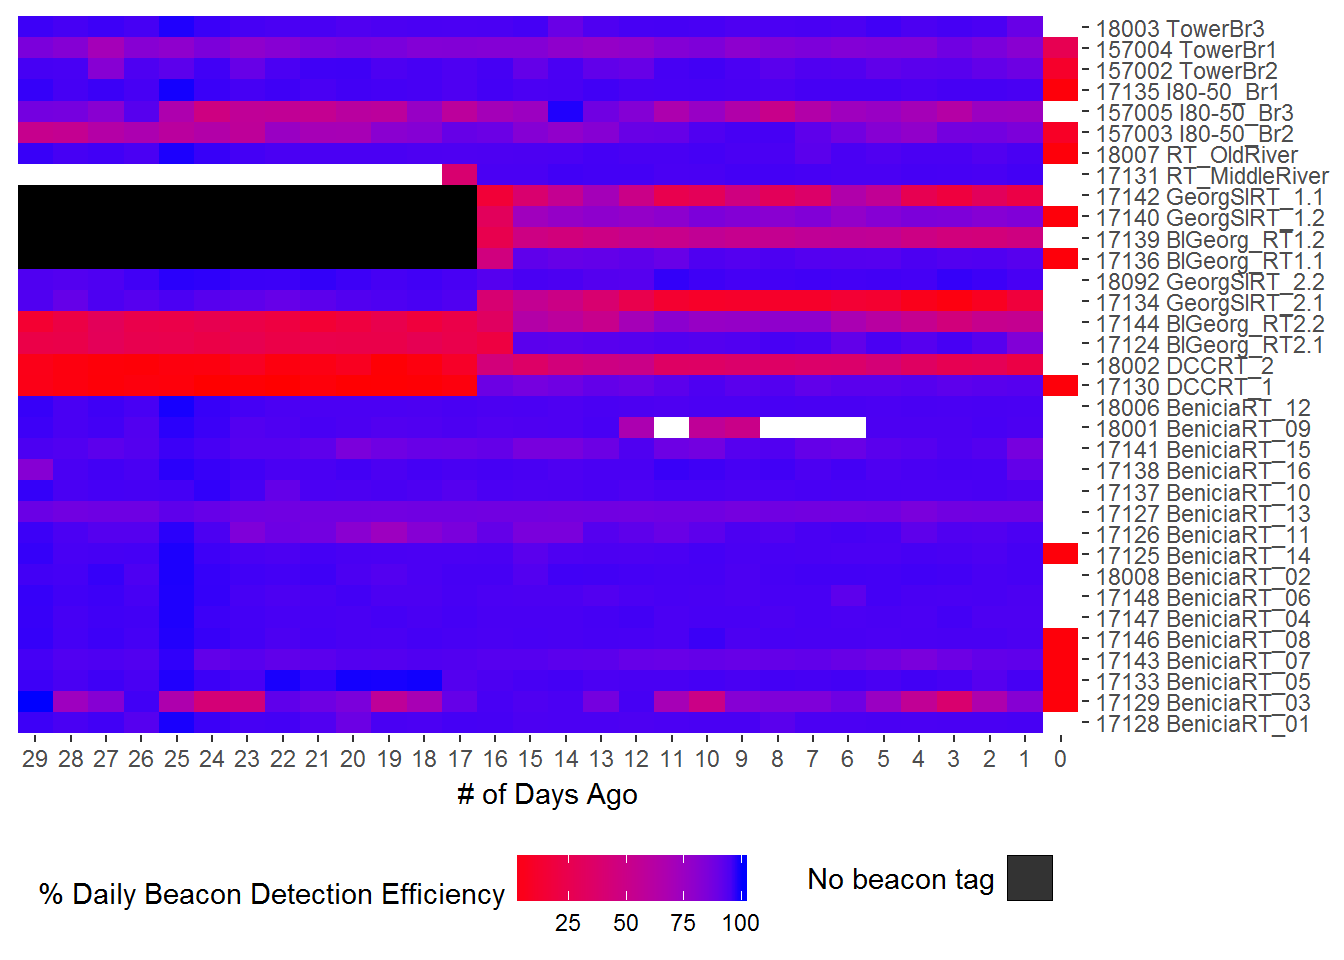 18003 TowerBr3
157004 TowerBr1
157002 TowerBr2
17135 I80-50_Br1
157005 I80-50_Br3
157003 I80-50_Br2
18007 RT_OldRiver
17131 RT_MiddleRiver
17142 GeorgSlRT_1.1
17140 GeorgSlRT_1.2
17139 BlGeorg_RT1.2
17136 BlGeorg_RT1.1
18092 GeorgSlRT_2.2
17134 GeorgSlRT_2.1
17144 BlGeorg_RT2.2
17124 BlGeorg_RT2.1
18002 DCCRT_2
17130 DCCRT_1
18006 BeniciaRT_12
18001 BeniciaRT_09
17141 BeniciaRT_15
17138 BeniciaRT_16
17137 BeniciaRT_10
17127 BeniciaRT_13
17126 BeniciaRT_11
17125 BeniciaRT_14
18008 BeniciaRT_02
17148 BeniciaRT_06
17147 BeniciaRT_04
17146 BeniciaRT_08
17143 BeniciaRT_07
17133 BeniciaRT_05
17129 BeniciaRT_03
17128 BeniciaRT_01
29 28 27 26 25 24 23 22 21 20 19 18 17 16 15 14 13 12 11 10 9 8 7 6 5 4 3 2 1 0
# of Days Ago
% Daily Beacon Detection Efficiency
25 50 75 100
No beacon tag